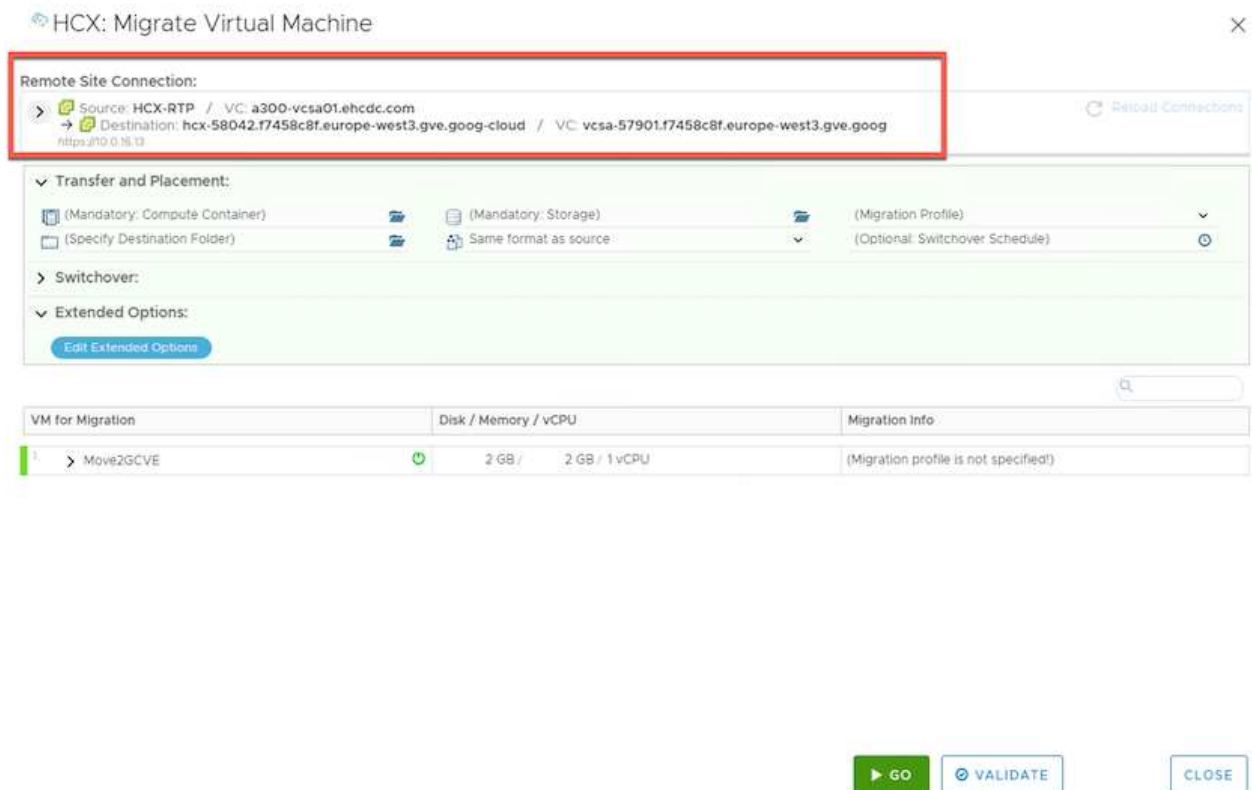 HCX: Migrate Virtual Machine
Remote Site Connection:
Source: HCX-RTP / VC: a300-vcsa01.ehcdc.com
→ Destination: hcx-58042.f7458c8f.europe-west3.gve.goog-cloud / VC: vcsa-57901.f7458c8f.europe-west3.gve.goog
https://10.0.16.13
Reload Connections
Transfer and Placement:
(Mandatory: Compute Container) (Mandatory: Storage) (Migration Profile)
(Specify Destination Folder) Same format as source (Optional: Switchover Schedule)
Switchover:
Extended Options:
Edit Extended Options
VM for Migration Disk / Memory / vCPU Migration Info
1. Move2GCVE 2 GB / 2 GB / 1 vCPU (Migration profile is not specified!)
GO VALIDATE CLOSE